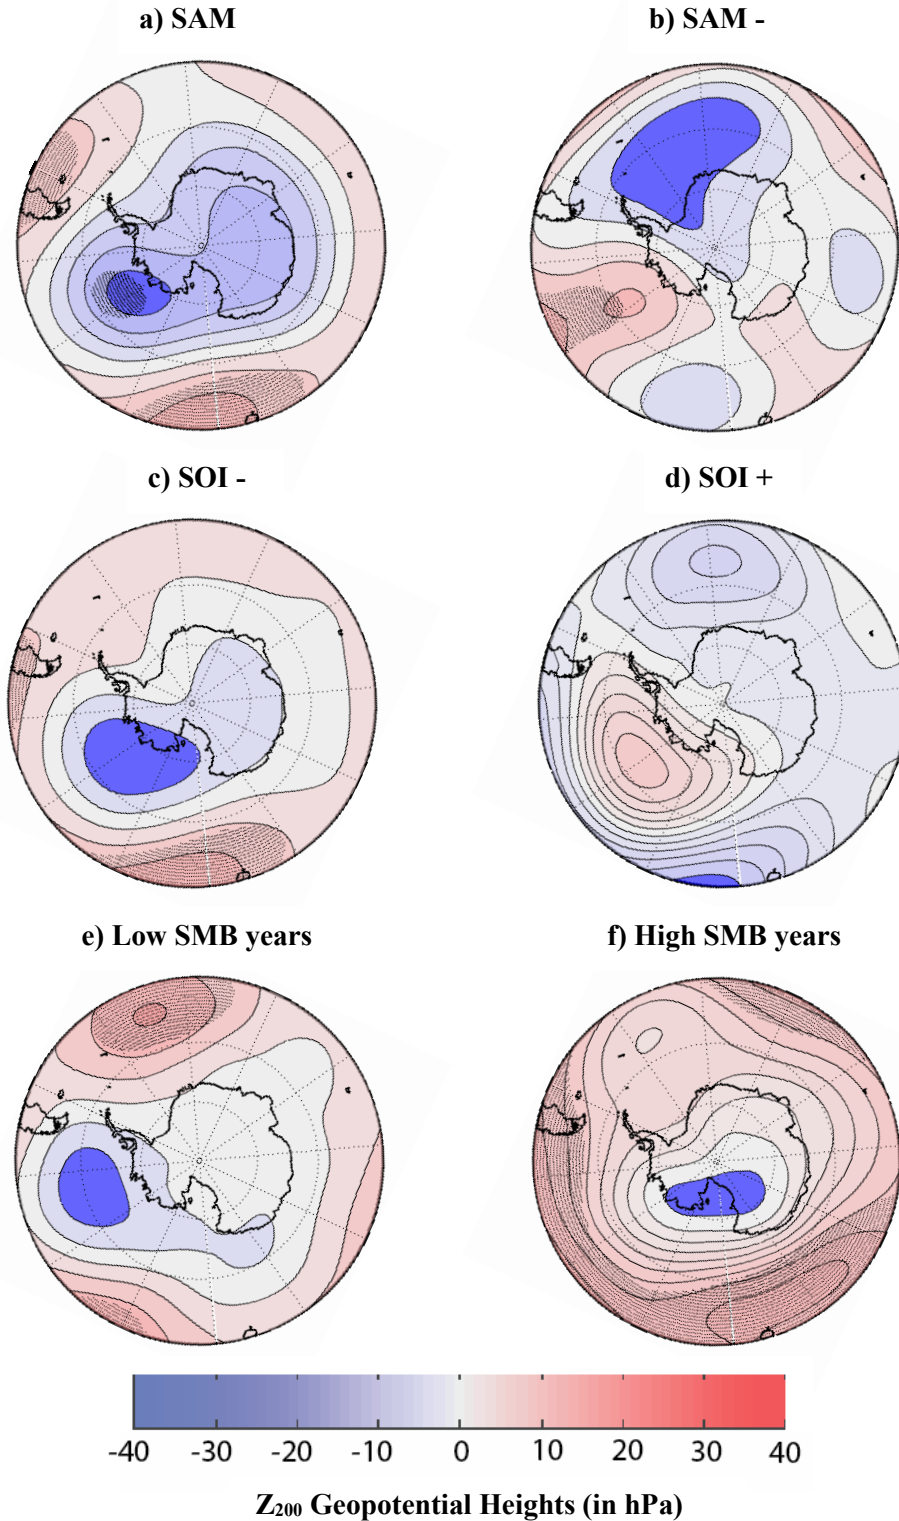 a) SAM
b) SAM -
c) SOI -
d) SOI +
e) Low SMB years
f) High SMB years
-40 -30 -20 -10 0 10 20 30 40
Z₂₀₀ Geopotential Heights (in hPa)